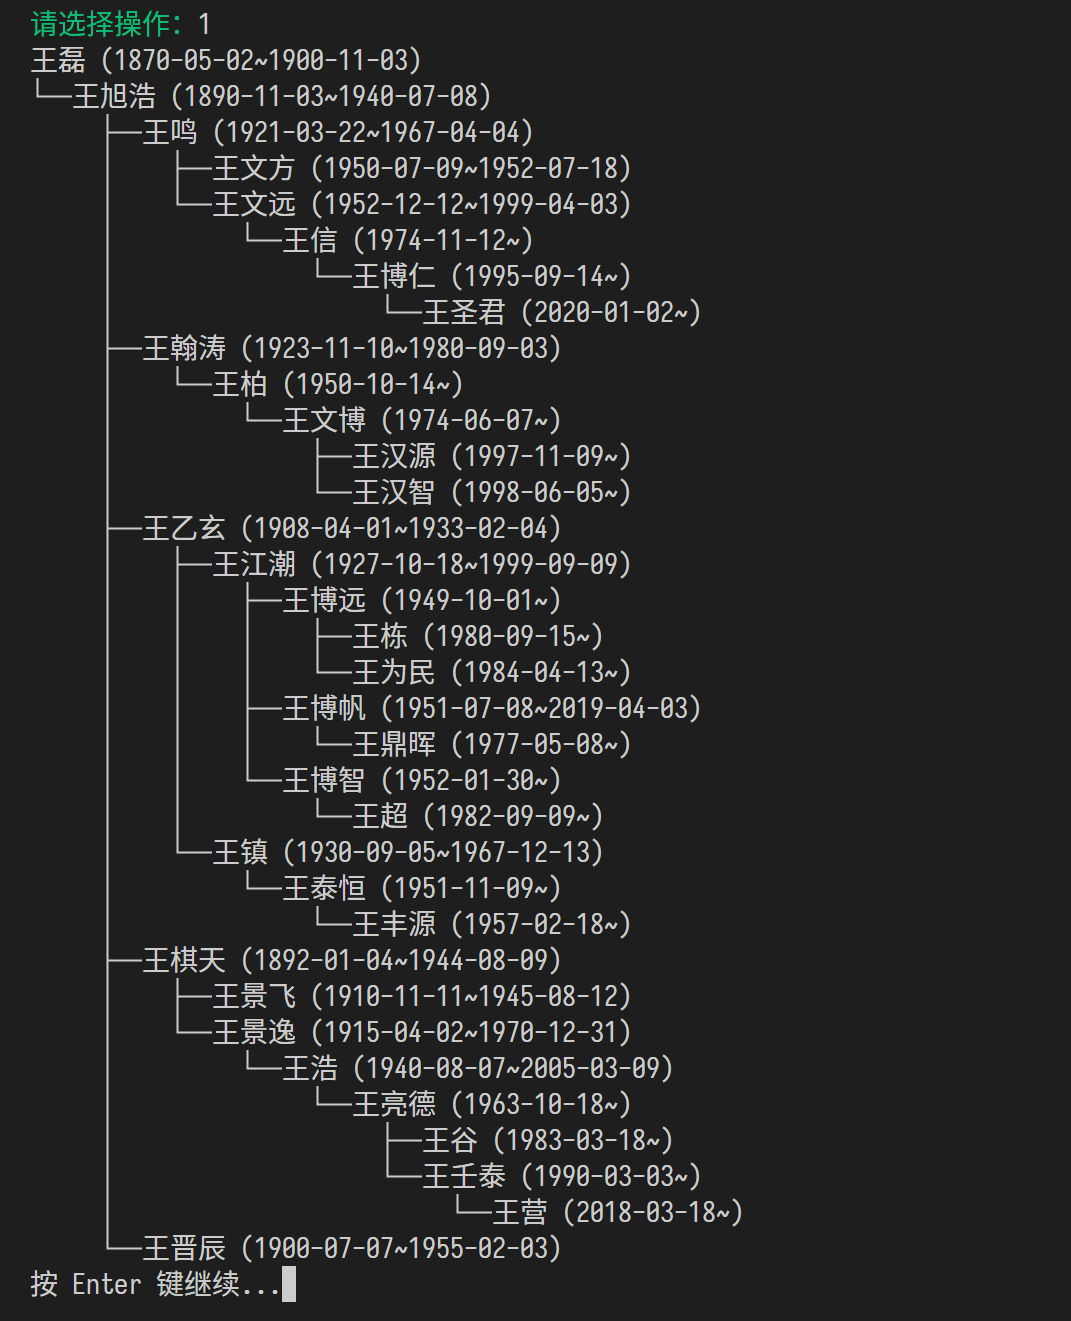 请选择操作：1
王磊 (1870-05-02~1900-11-03)
└──王旭浩 (1890-11-03~1940-07-08)
├──王鸣 (1921-03-22~1967-04-04)
├──王文方 (1950-07-09~1952-07-18)
└──王文远 (1952-12-12~1999-04-03)
└──王信 (1974-11-12~)
└──王博仁 (1995-09-14~)
└──王圣君 (2020-01-02~)
├──王翰涛 (1923-11-10~1980-09-03)
└──王柏 (1950-10-14~)
└──王文博 (1974-06-07~)
├──王汉源 (1997-11-09~)
└──王汉智 (1998-06-05~)
├──王乙玄 (1908-04-01~1933-02-04)
├──王江潮 (1927-10-18~1999-09-09)
├──王博远 (1949-10-01~)
├──王栋 (1980-09-15~)
└──王为民 (1984-04-13~)
├──王博帆 (1951-07-08~2019-04-03)
└──王鼎晖 (1977-05-08~)
└──王博智 (1952-01-30~)
└──王超 (1982-09-09~)
└──王镇 (1930-09-05~1967-12-13)
└──王泰恒 (1951-11-09~)
└──王丰源 (1957-02-18~)
├──王棋天 (1892-01-04~1944-08-09)
├──王景飞 (1910-11-11~1945-08-12)
└──王景逸 (1915-04-02~1970-12-31)
└──王浩 (1940-08-07~2005-03-09)
└──王亮德 (1963-10-18~)
├──王谷 (1983-03-18~)
└──王壬泰 (1990-03-03~)
└──王营 (2018-03-18~)
└──王晋辰 (1900-07-07~1955-02-03)
按 Enter 键继续...